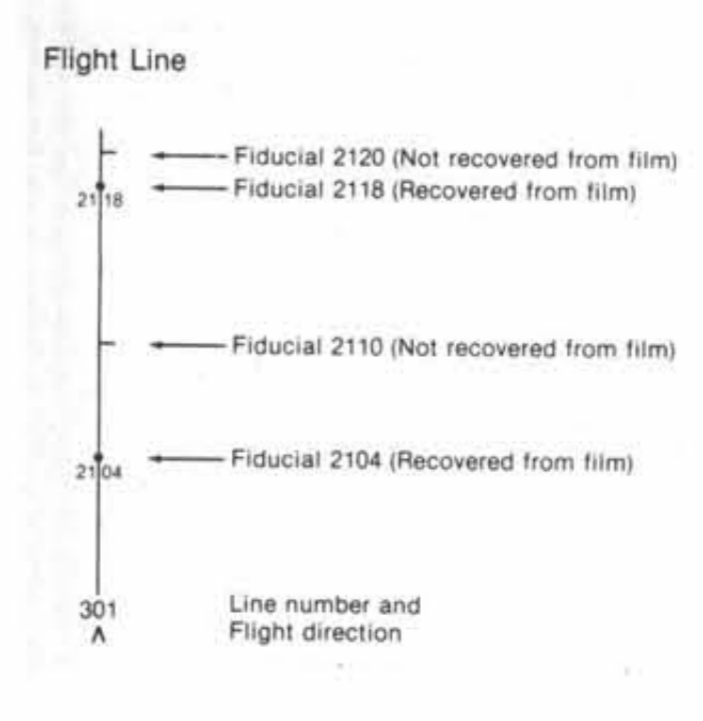 Flight Line
Fiducial 2120 (Not recovered from film)
2118
Fiducial 2118 (Recovered from film)
Fiducial 2110 (Not recovered from film)
2104
Fiducial 2104 (Recovered from film)
301
Line number and
Flight direction